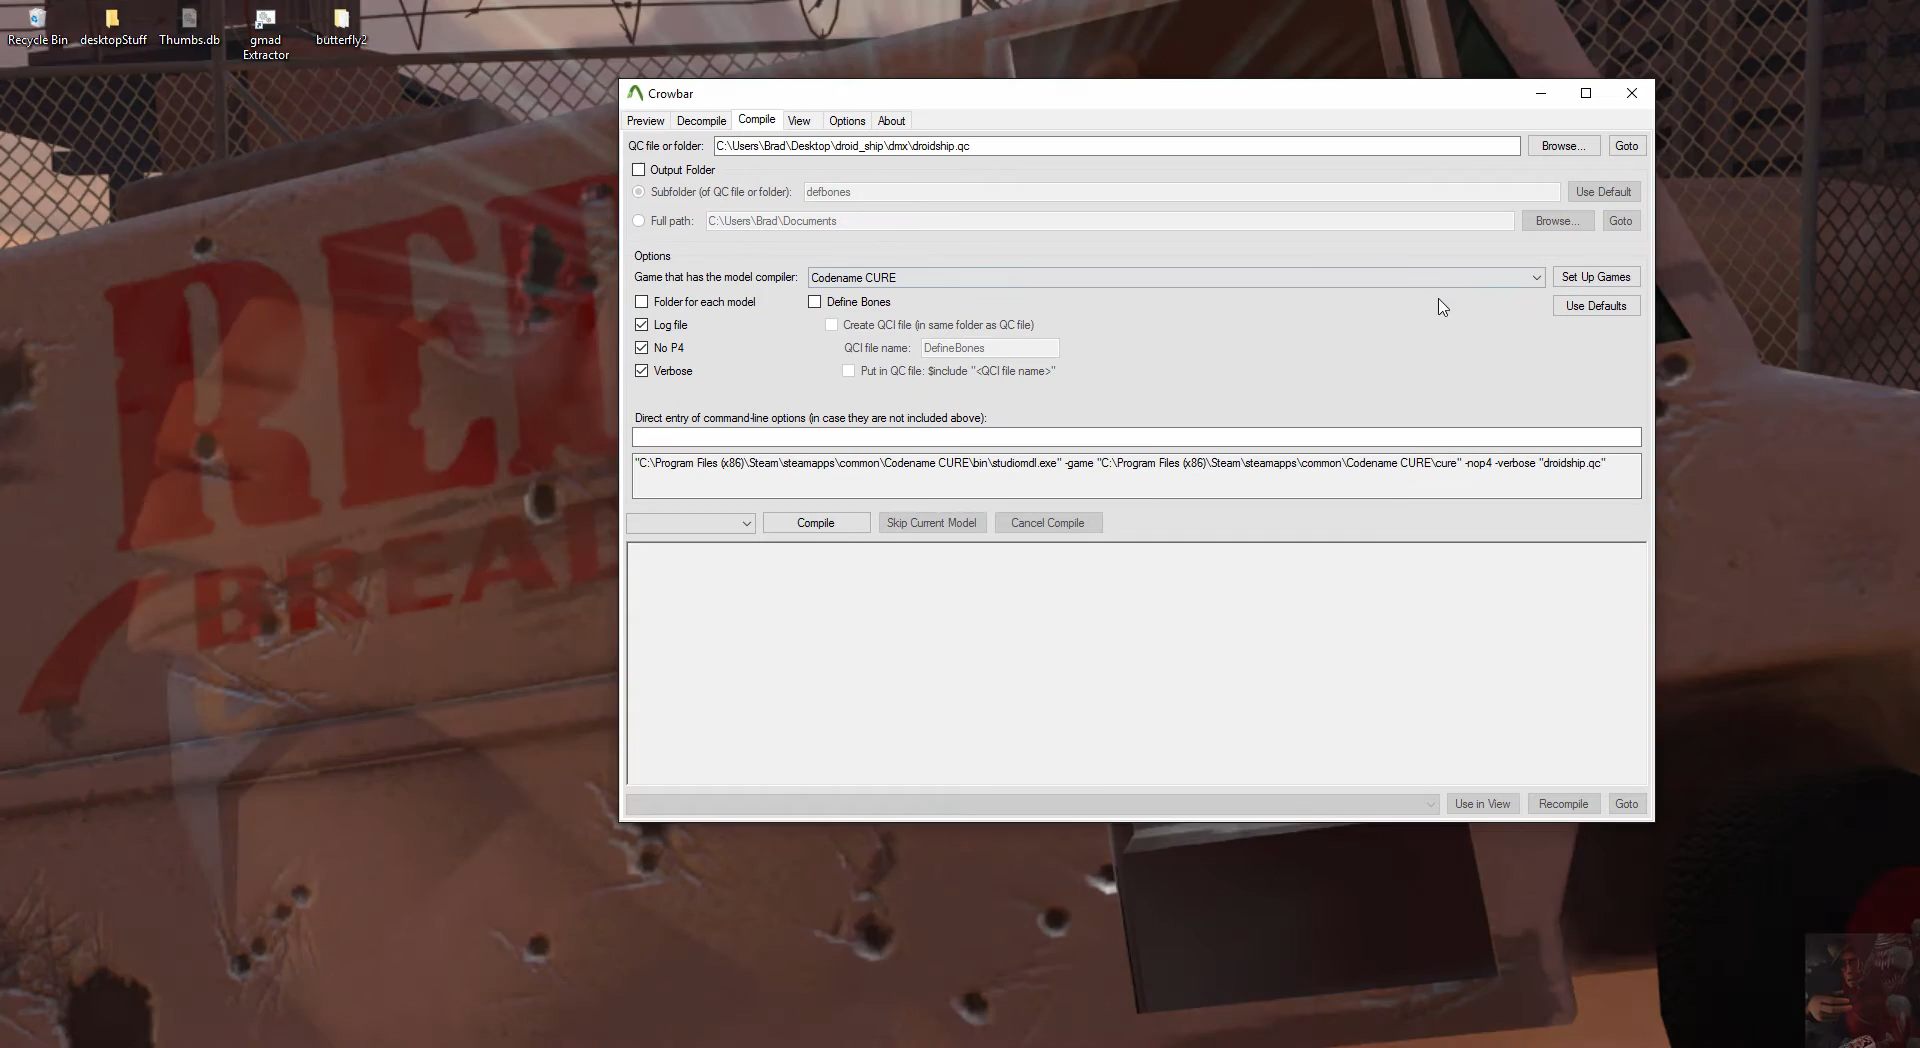 Recycle Bin
desktopStuff
Thumbs.db
gmad
Extractor
butterfly2
Crowbar
Preview
Decompile
Compile
View
Options
About
QC file or folder:
C:\Users\Brad\Desktop\droid_ship\dmx\droidship.qc
Browse...
Goto
Output Folder
Subfolder (of QC file or folder):
defbones
Use Default
Full path:
C:\Users\Brad\Documents
Browse...
Goto
Options
Game that has the model compiler:
Codename CURE
Set Up Games
Folder for each model
Define Bones
Use Defaults
Log file
Create QCI file (in same folder as QC file)
No P4
QCI file name:
DefineBones
Verbose
Put in QC file: $include "<QCI file name>"
Direct entry of command-line options (in case they are not included above):
"C:\Program Files (x86)\Steam\steamapps\common\Codename CURE\bin\studiomdl.exe" -game "C:\Program Files (x86)\Steam\steamapps\common\Codename CURE\cure" -nop4 -verbose "droidship.qc"
Compile
Skip Current Model
Cancel Compile
Use in View
Recompile
Goto
RED
BREAD